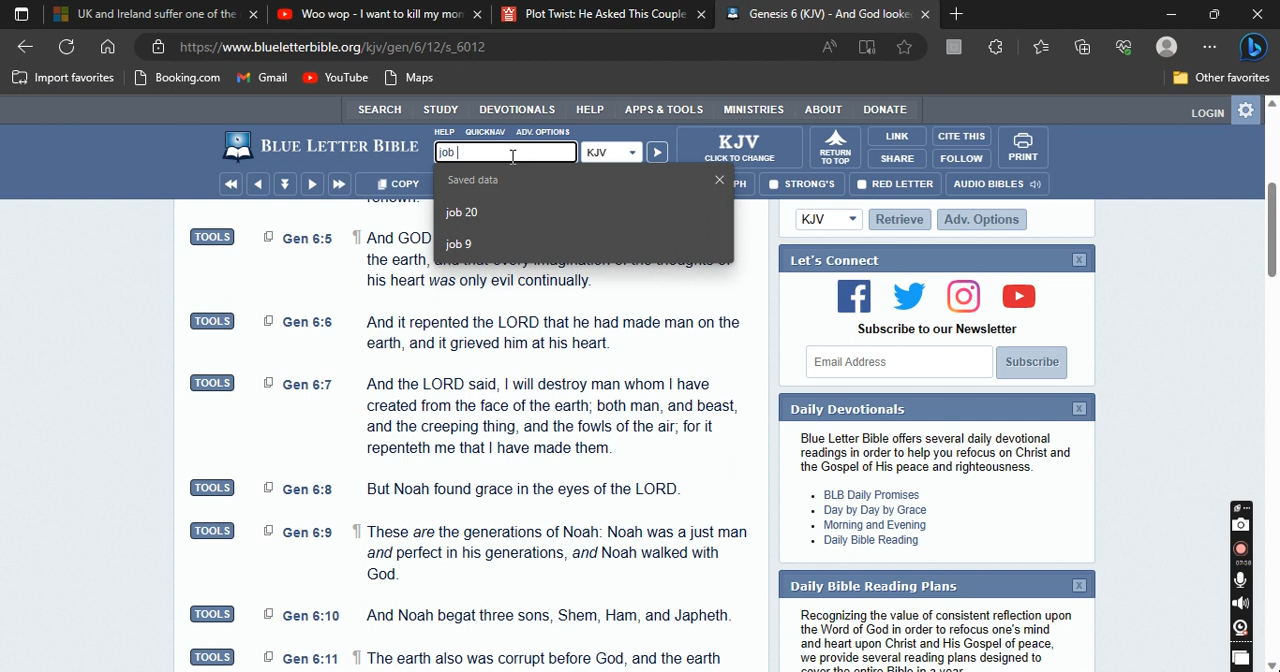 UK and Ireland suffer one of the
Woo wop - I want to kill my mor
Plot Twist: He Asked This Couple
Genesis 6 (KJV) - And God looke
https://www.blueletterbible.org/kjv/gen/6/12/s_6012
Import favorites
Booking.com
Gmail
YouTube
Maps
Other favorites
SEARCH STUDY DEVOTIONALS HELP APPS & TOOLS MINISTRIES ABOUT DONATE
LOGIN
BLUE LETTER BIBLE
HELP QUICKNAV ADV. OPTIONS
job
KJV
KJV
CLICK TO CHANGE
RETURN
TO TOP
LINK
CITE THIS
SHARE
FOLLOW
PRINT
COPY
PH
STRONG'S
RED LETTER
AUDIO BIBLES
Saved data
job 20
job 9
TOOLS Gen 6:5 ¶ And GOD
the earth,
his heart was only evil continually.
TOOLS Gen 6:6 And it repented the LORD that he had made man on the
earth, and it grieved him at his heart.
TOOLS Gen 6:7 And the LORD said, I will destroy man whom I have
created from the face of the earth; both man, and beast,
and the creeping thing, and the fowls of the air; for it
repenteth me that I have made them.
TOOLS Gen 6:8 But Noah found grace in the eyes of the LORD.
TOOLS Gen 6:9 ¶ These are the generations of Noah: Noah was a just man
and perfect in his generations, and Noah walked with
God.
TOOLS Gen 6:10 And Noah begat three sons, Shem, Ham, and Japheth.
TOOLS Gen 6:11 ¶ The earth also was corrupt before God, and the earth
KJV Retrieve Adv. Options
Let's Connect
Subscribe to our Newsletter
Email Address Subscribe
Daily Devotionals
Blue Letter Bible offers several daily devotional
readings in order to help you refocus on Christ and
the Gospel of His peace and righteousness.
• BLB Daily Promises
• Day by Day by Grace
• Morning and Evening
• Daily Bible Reading
Daily Bible Reading Plans
Recognizing the value of consistent reflection upon
the Word of God in order to refocus one's mind
and heart upon Christ and His Gospel of peace,
we provide several reading plans designed to
cover the entire Bible in a year.